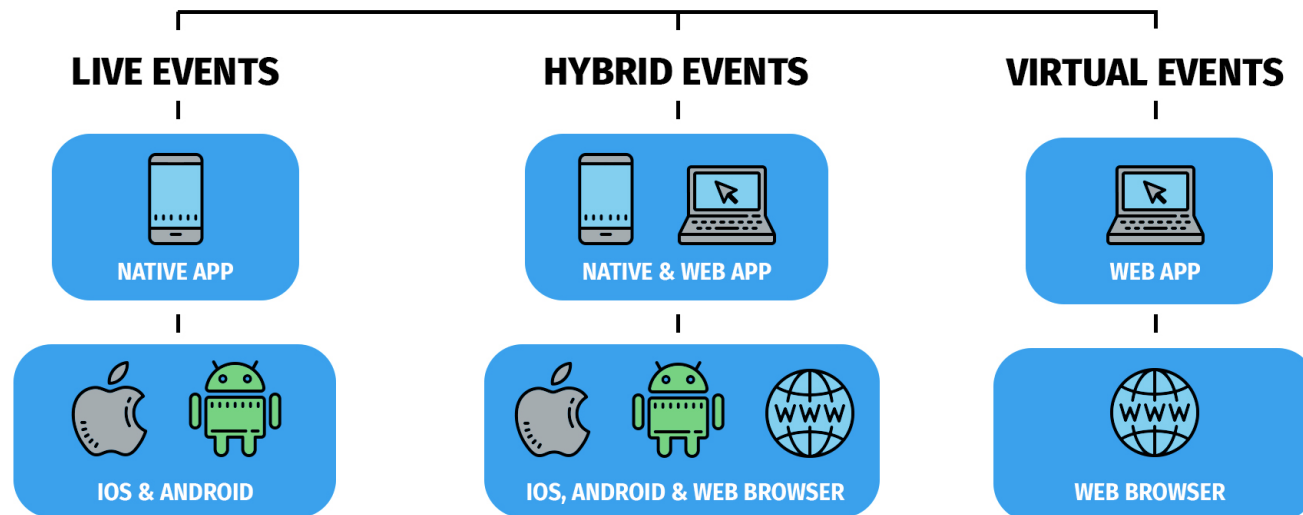 LIVE EVENTS
HYBRID EVENTS
VIRTUAL EVENTS
NATIVE APP
NATIVE & WEB APP
WEB APP
WWW
WWW
IOS & ANDROID
IOS, ANDROID & WEB BROWSER
WEB BROWSER